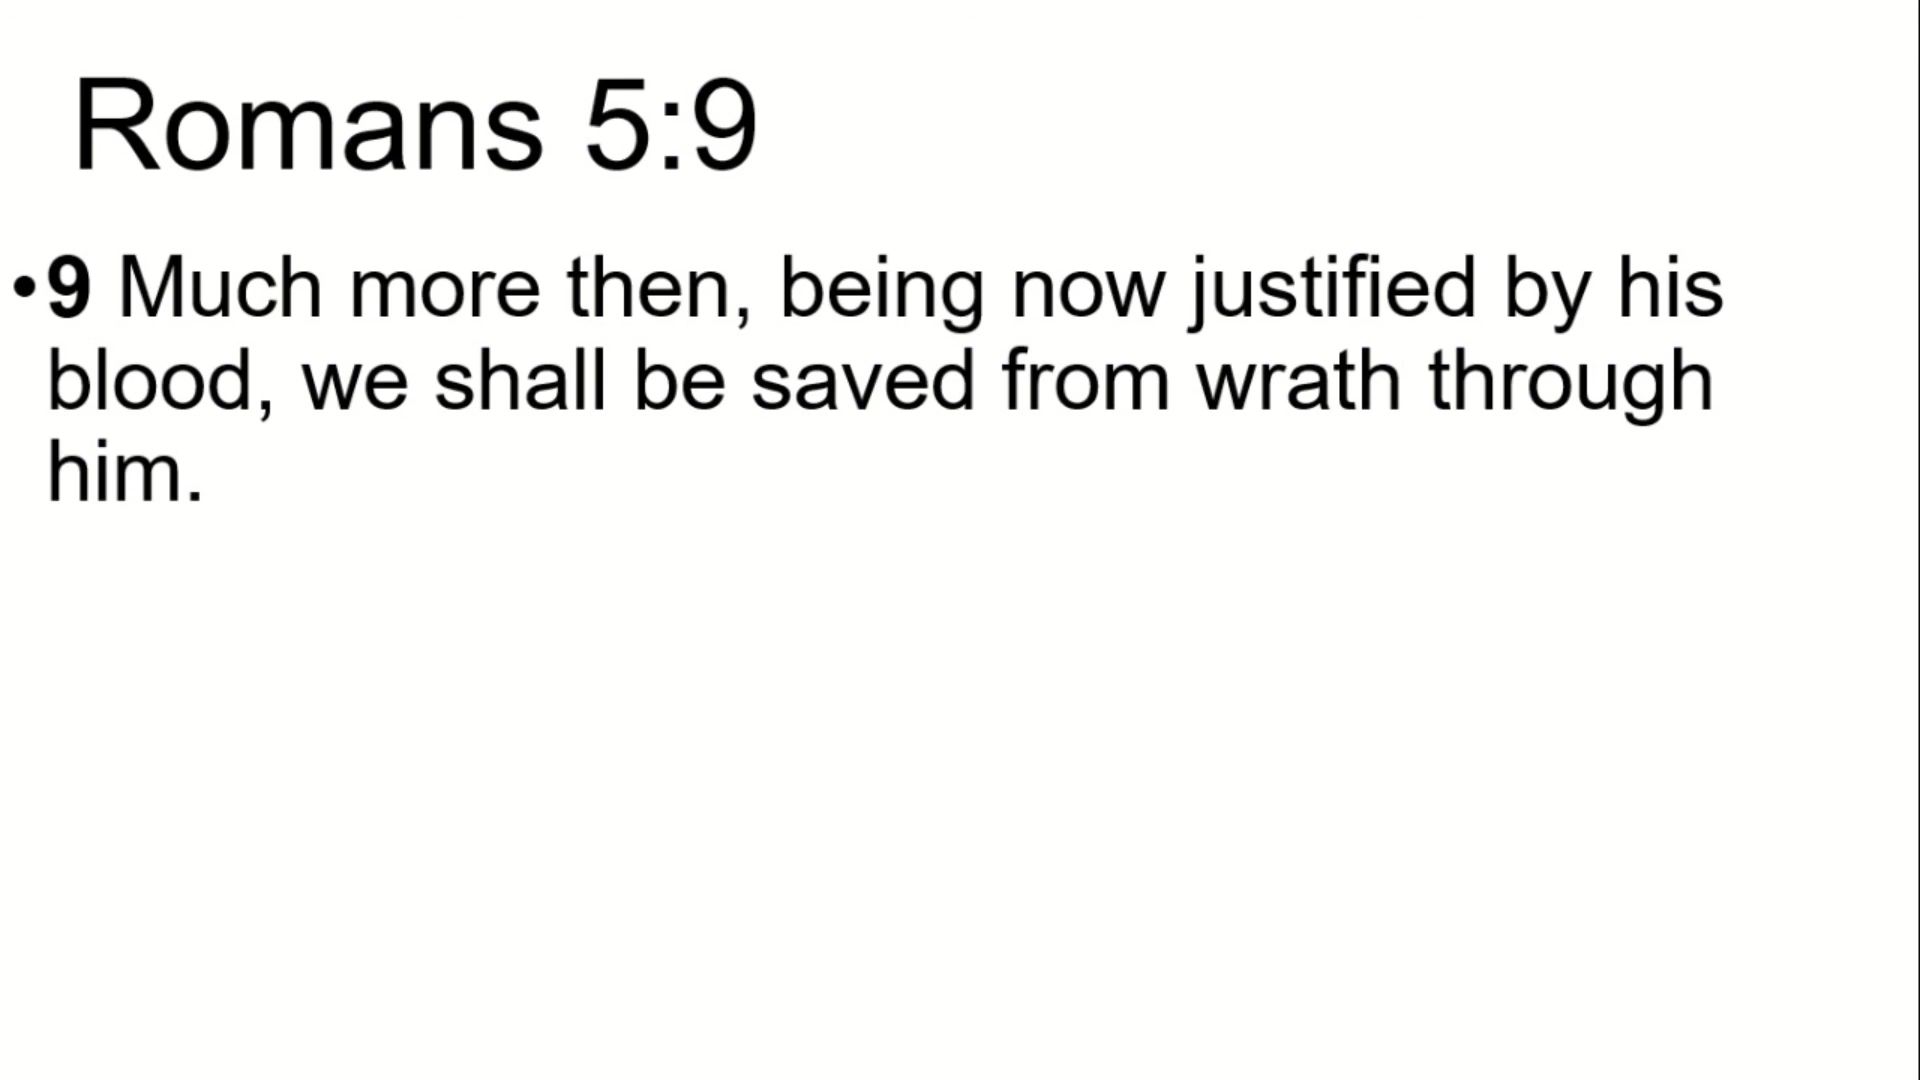 Romans 5:9
•9 Much more then, being now justified by his
blood, we shall be saved from wrath through
him.